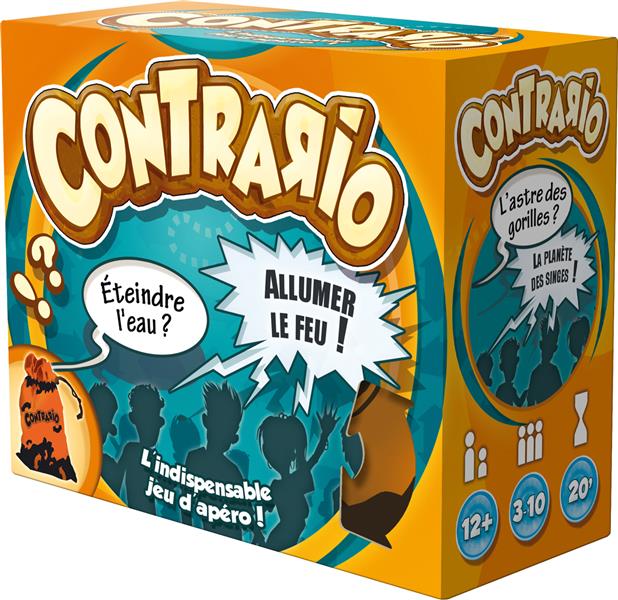 CONTRARIO
Éteindre
l'eau ?
ALLUMER
LE FEU !
CONTRARIO
L'indispensable
jeu d'apéro !
CONTRARIO
L'astre des
gorilles ?
LA PLANÈTE
DES SINGES !
12+
3-10
20'